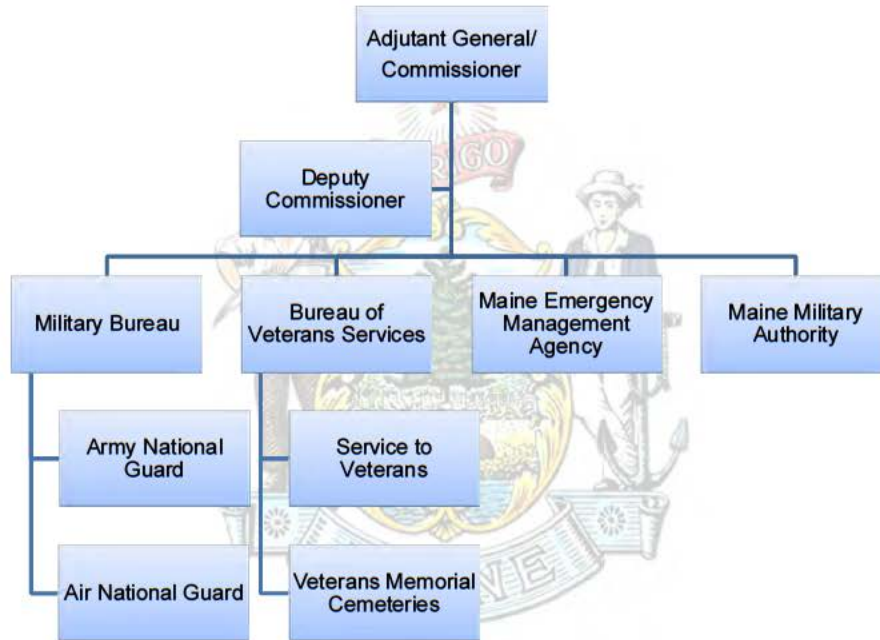 Adjutant General/
Commissioner
Deputy
Commissioner
Military Bureau
Bureau of
Veterans Services
Maine Emergency
Management
Agency
Maine Military
Authority
Army National
Guard
Service to
Veterans
Air National Guard
Veterans Memorial
Cemeteries